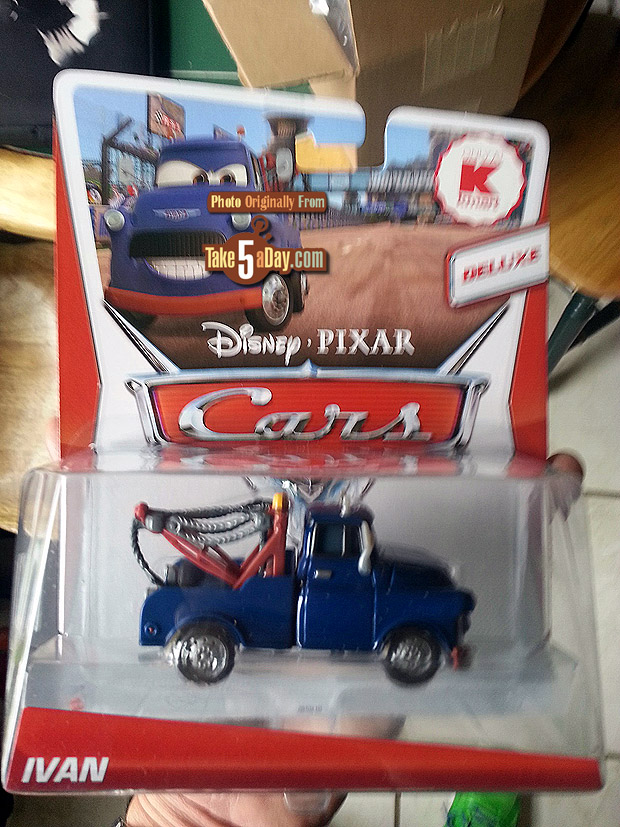 Photo Originally From
Take5aDay.com
K
DELUXE
Disney·PIXAR
Cars
IVAN